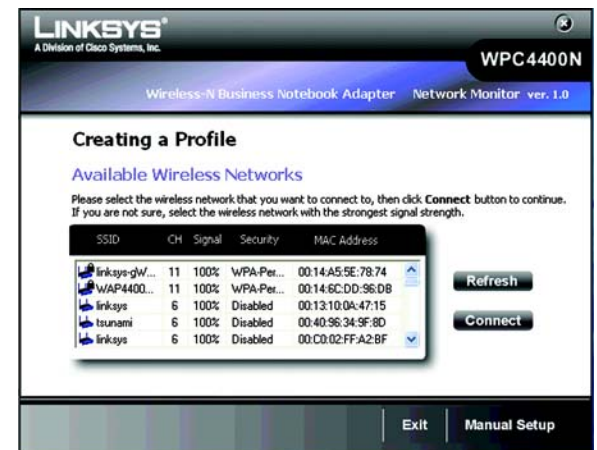 LINKSYS®
A Division of Cisco Systems, Inc.
WPC4400N
Wireless-N Business Notebook Adapter Network Monitor ver. 1.0
Creating a Profile
Available Wireless Networks
Please select the wireless network that you want to connect to, then click Connect button to continue.
If you are not sure, select the wireless network with the strongest signal strength.
SSID CH Signal Security MAC Address
linksys-gW... 11 100% WPA-Per... 00:14:A5:5E:78:74
WAP4400... 11 100% WPA-Per... 00:14:6C:DD:96:DB
linksys 6 100% Disabled 00:13:10:0A:47:15
tsunami 6 100% Disabled 00:40:96:34:9F:8D
linksys 6 100% Disabled 00:C0:02:FF:A2:BF
Refresh
Connect
Exit Manual Setup